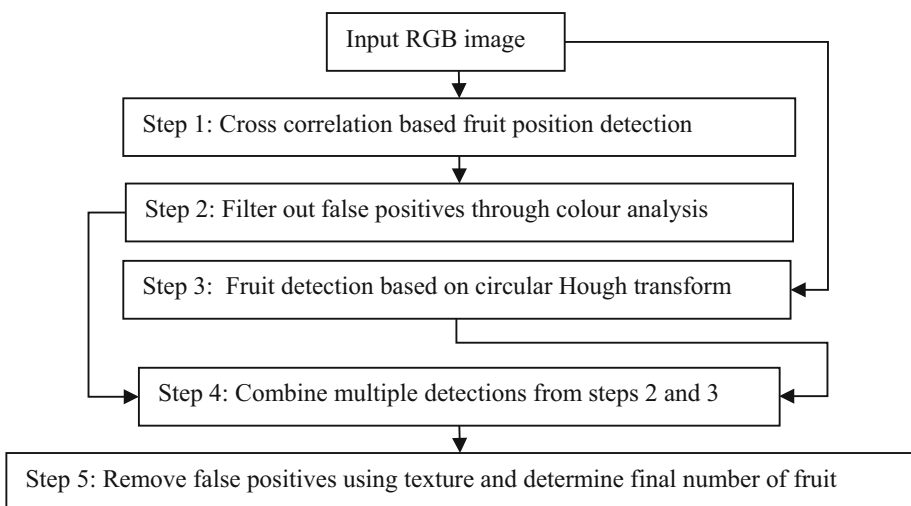 Input RGB image
Step 1: Cross correlation based fruit position detection
Step 2: Filter out false positives through colour analysis
Step 3: Fruit detection based on circular Hough transform
Step 4: Combine multiple detections from steps 2 and 3
Step 5: Remove false positives using texture and determine final number of fruit